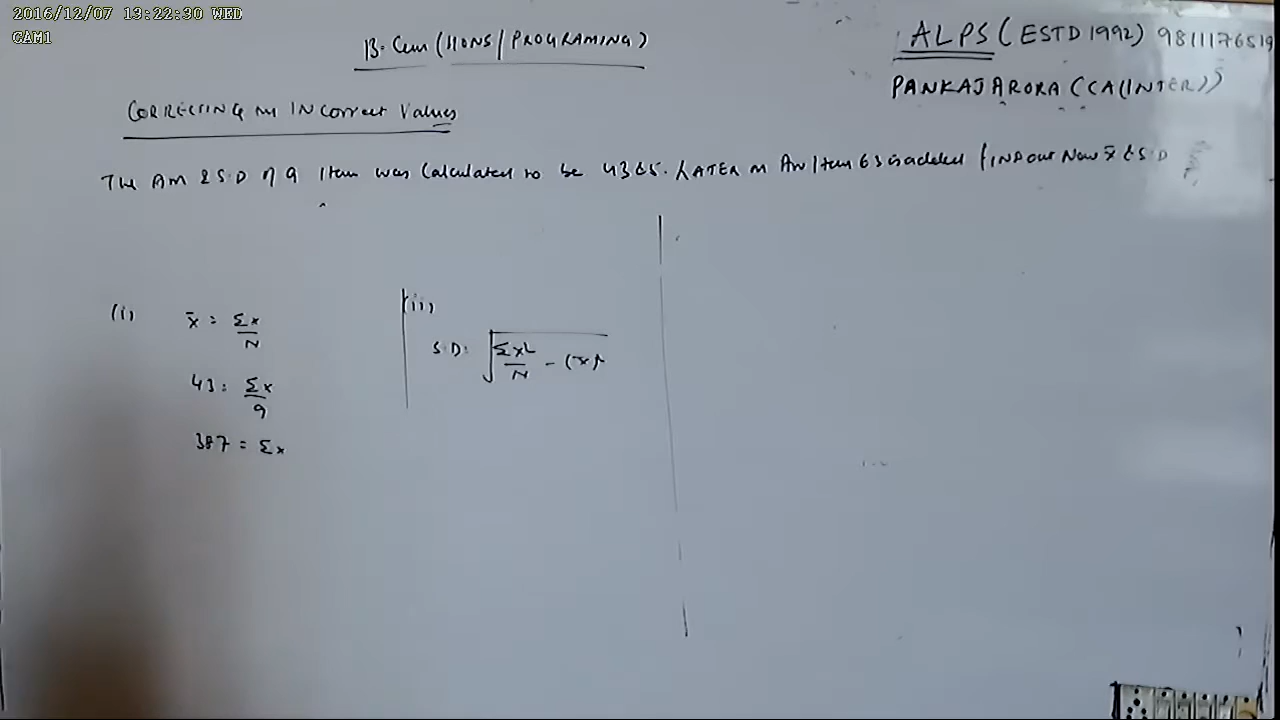 2016/12/07 13:22:30 WED
CAM1
B.Com (HONS/PROGRAMING)
ALPS (ESTD 1992) 9811176519
PANKAJ ARORA (CA(INTER))
CORRECTING An INCorrect Values
The AM & S.D of 9 Item was Calculated to be 43 & 5. LATER on An Item 63 is added FIND out New x̄ & S.D
(i) x̄ = Σx/N
43 = Σx/9
387 = Σx
(ii)
S.D = √(Σx²/N - (x̄)²)